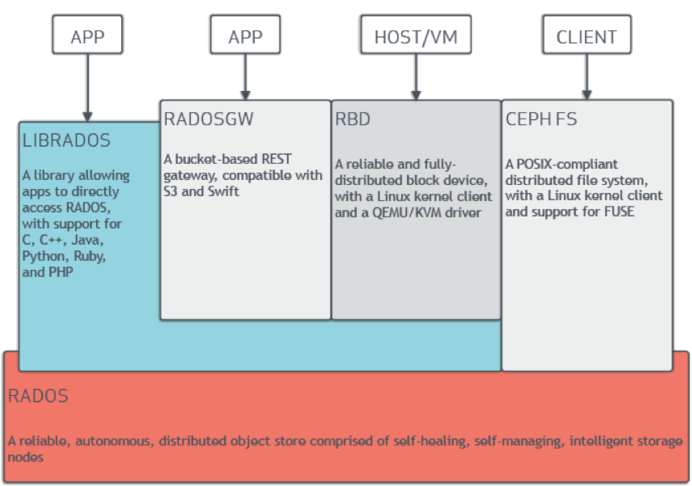 APP
APP
HOST/VM
CLIENT
LIBRADOS
A library allowing
apps to directly
access RADOS,
with support for
C, C++, Java,
Python, Ruby,
and PHP
RADOSGW
A bucket-based REST
gateway, compatible with
S3 and Swift
RBD
A reliable and fully-
distributed block device,
with a Linux kernel client
and a QEMU/KVM driver
CEPH FS
A POSIX-compliant
distributed file system,
with a Linux kernel client
and support for FUSE
RADOS
A reliable, autonomous, distributed object store comprised of self-healing, self-managing, intelligent storage
nodes